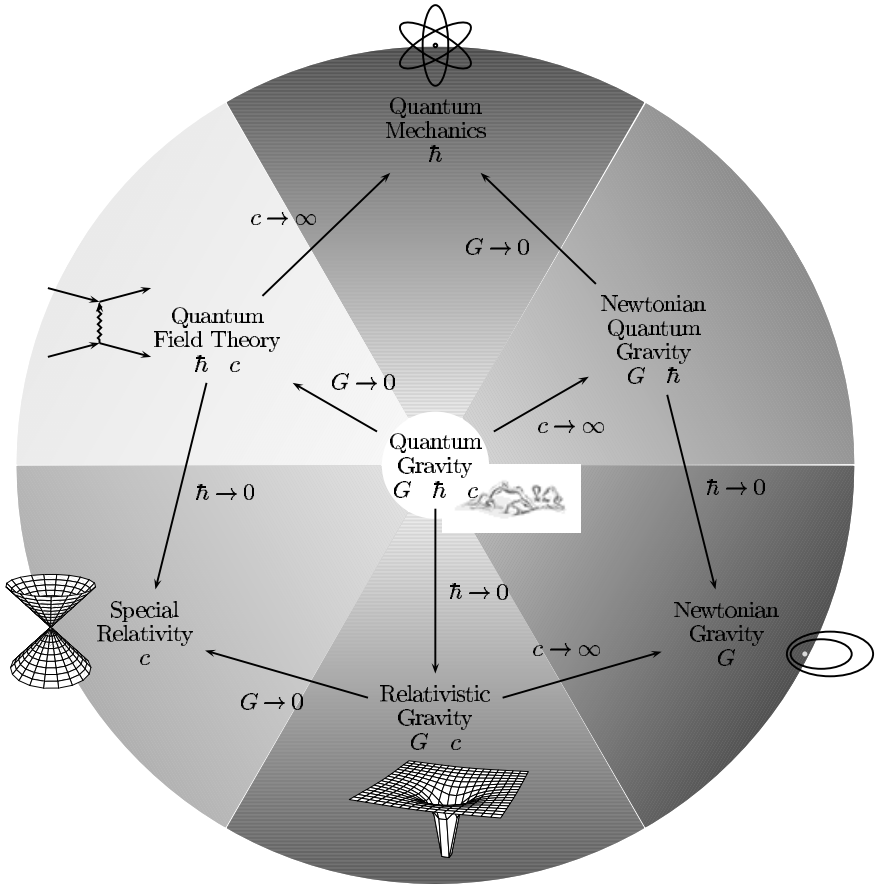 Quantum
Mechanics
ħ
c → ∞
G → 0
Quantum
Field Theory
ħ c
Newtonian
Quantum
Gravity
G ħ
G → 0
c → ∞
Quantum
Gravity
G ħ c
ħ → 0
ħ → 0
ħ → 0
Special
Relativity
c
Newtonian
Gravity
G
c → ∞
G → 0
Relativistic
Gravity
G c